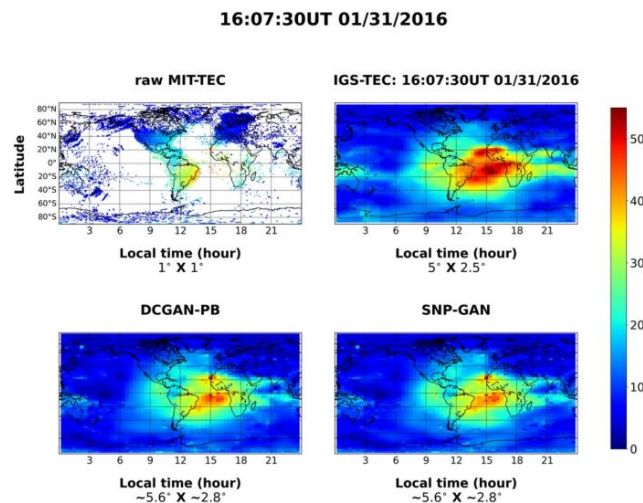 16:07:30UT 01/31/2016
raw MIT-TEC
IGS-TEC: 16:07:30UT 01/31/2016
Latitude
80°N
60°N
40°N
20°N
0°
20°S
40°S
60°S
80°S
3 6 9 12 15 18 21
3 6 9 12 15 18 21
Local time (hour)
1° X 1°
Local time (hour)
5° X 2.5°
DCGAN-PB
SNP-GAN
3 6 9 12 15 18 21
3 6 9 12 15 18 21
Local time (hour)
~5.6° X ~2.8°
Local time (hour)
~5.6° X ~2.8°
50
40
30
20
10
0